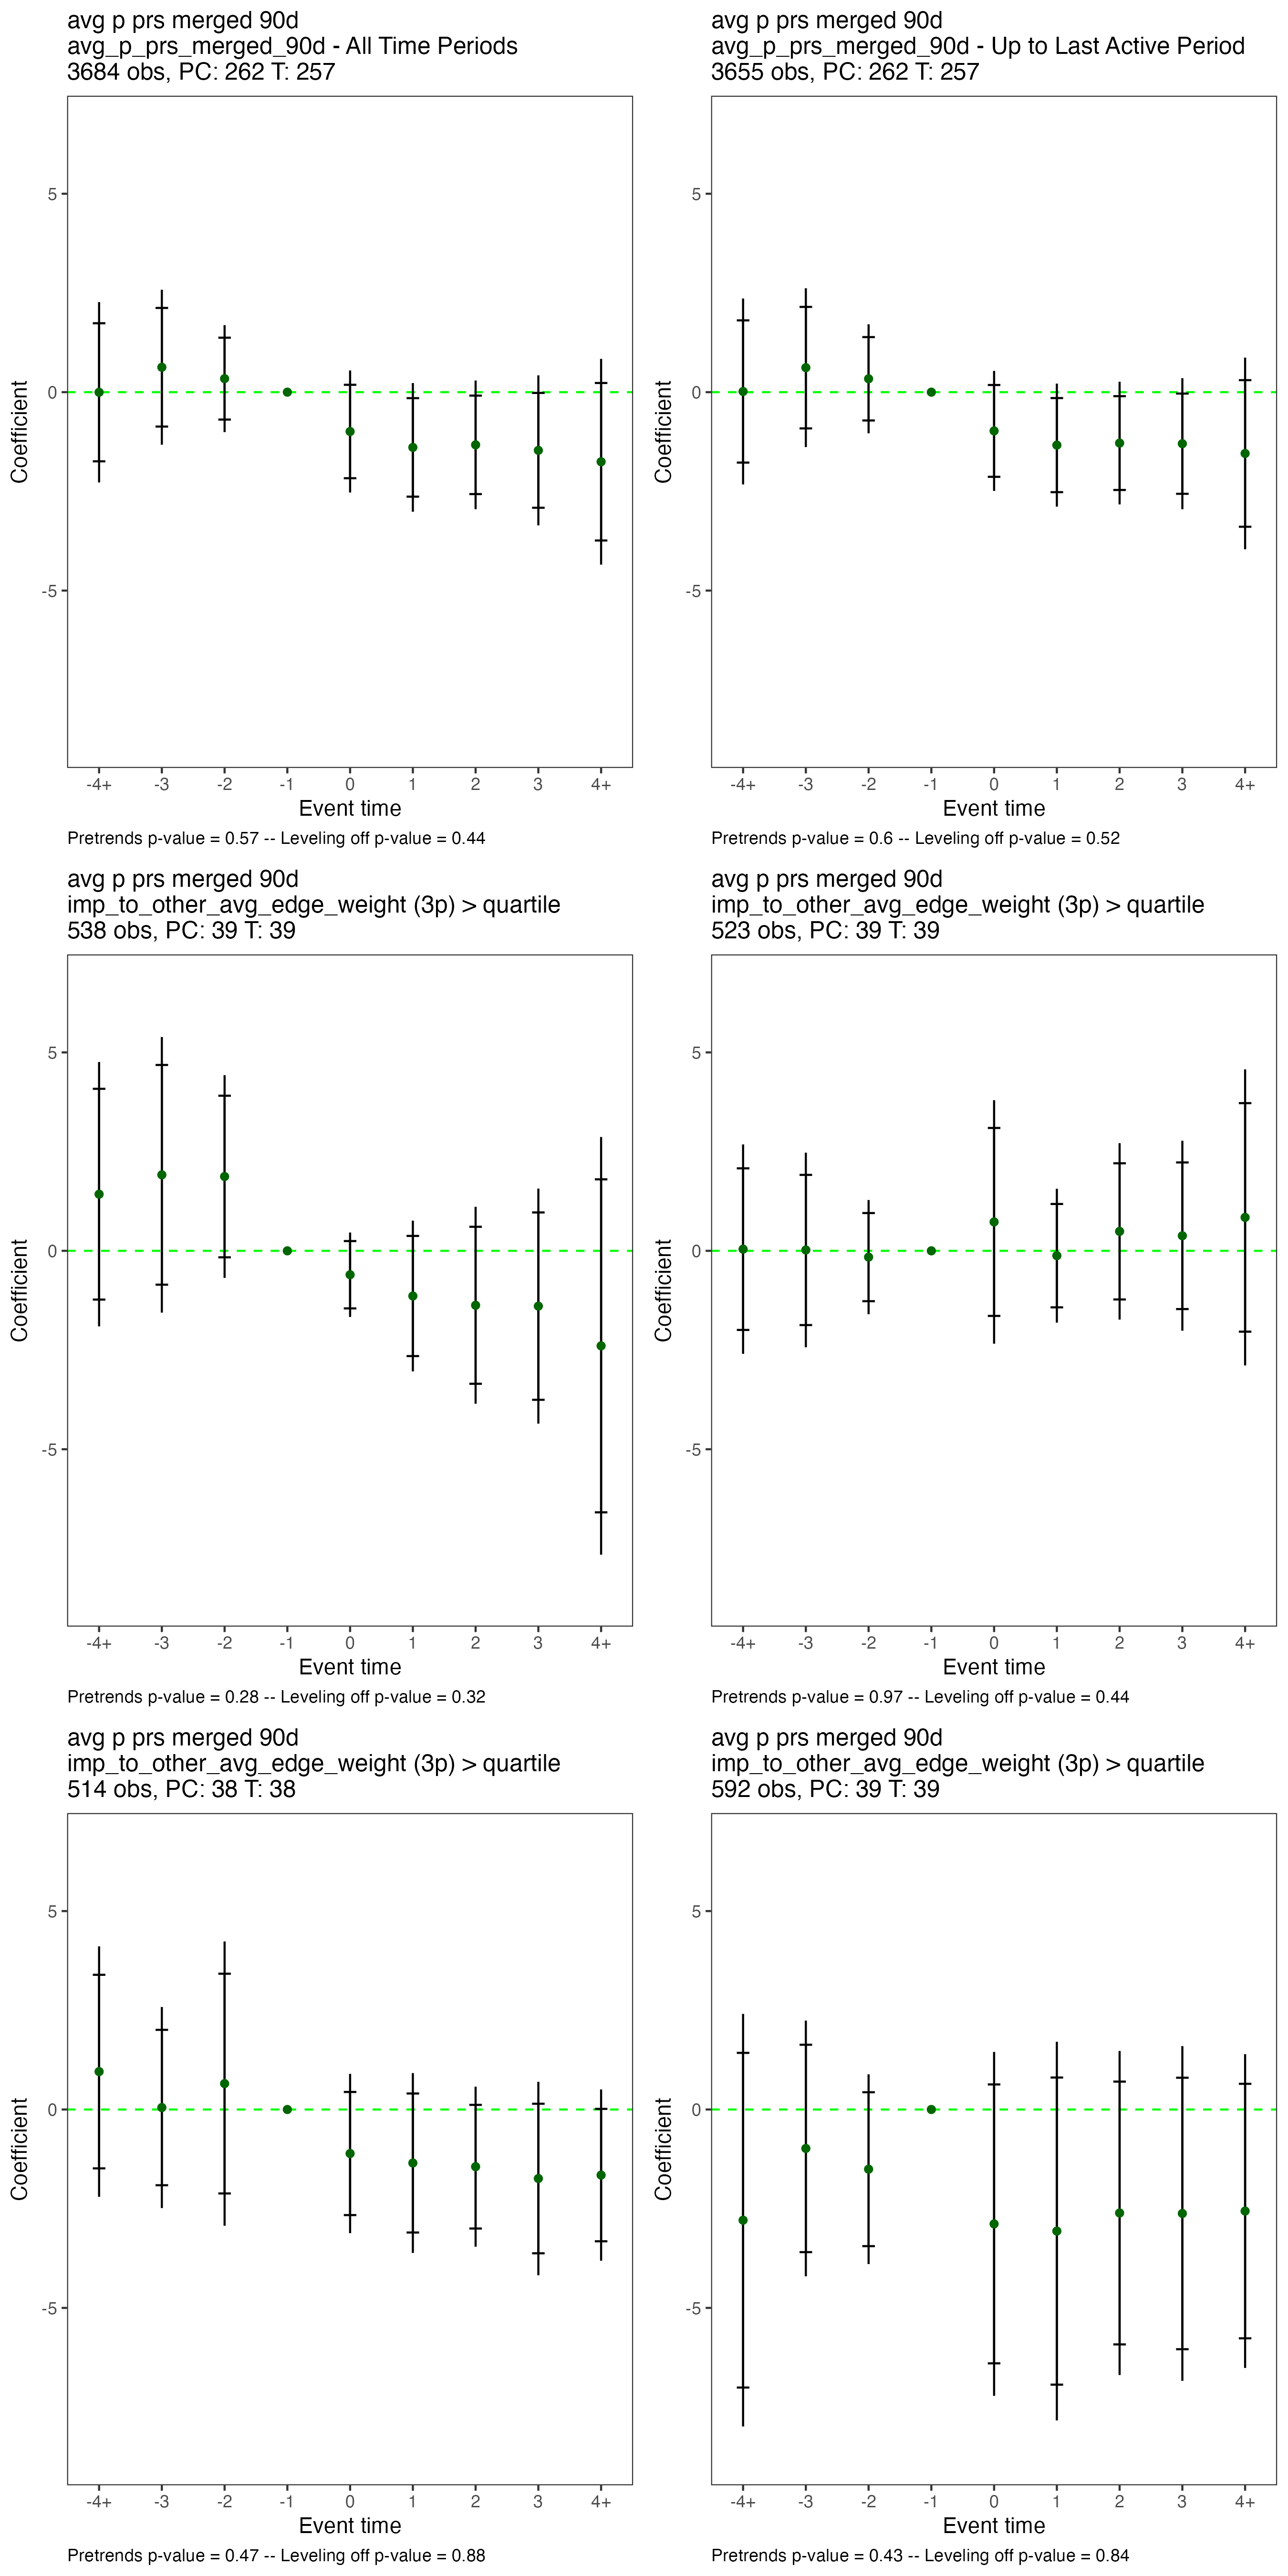 avg p prs merged 90d
avg_p_prs_merged_90d - All Time Periods
3684 obs, PC: 262 T: 257
5
0
-5
Coefficient
-4+ -3 -2 -1 0 1 2 3 4+
Event time
Pretrends p-value = 0.57 -- Leveling off p-value = 0.44
avg p prs merged 90d
avg_p_prs_merged_90d - Up to Last Active Period
3655 obs, PC: 262 T: 257
5
0
-5
Coefficient
-4+ -3 -2 -1 0 1 2 3 4+
Event time
Pretrends p-value = 0.6 -- Leveling off p-value = 0.52
avg p prs merged 90d
imp_to_other_avg_edge_weight (3p) > quartile
538 obs, PC: 39 T: 39
5
0
-5
Coefficient
-4+ -3 -2 -1 0 1 2 3 4+
Event time
Pretrends p-value = 0.28 -- Leveling off p-value = 0.32
avg p prs merged 90d
imp_to_other_avg_edge_weight (3p) > quartile
523 obs, PC: 39 T: 39
5
0
-5
Coefficient
-4+ -3 -2 -1 0 1 2 3 4+
Event time
Pretrends p-value = 0.97 -- Leveling off p-value = 0.44
avg p prs merged 90d
imp_to_other_avg_edge_weight (3p) > quartile
514 obs, PC: 38 T: 38
5
0
-5
Coefficient
-4+ -3 -2 -1 0 1 2 3 4+
Event time
Pretrends p-value = 0.47 -- Leveling off p-value = 0.88
avg p prs merged 90d
imp_to_other_avg_edge_weight (3p) > quartile
592 obs, PC: 39 T: 39
5
0
-5
Coefficient
-4+ -3 -2 -1 0 1 2 3 4+
Event time
Pretrends p-value = 0.43 -- Leveling off p-value = 0.84